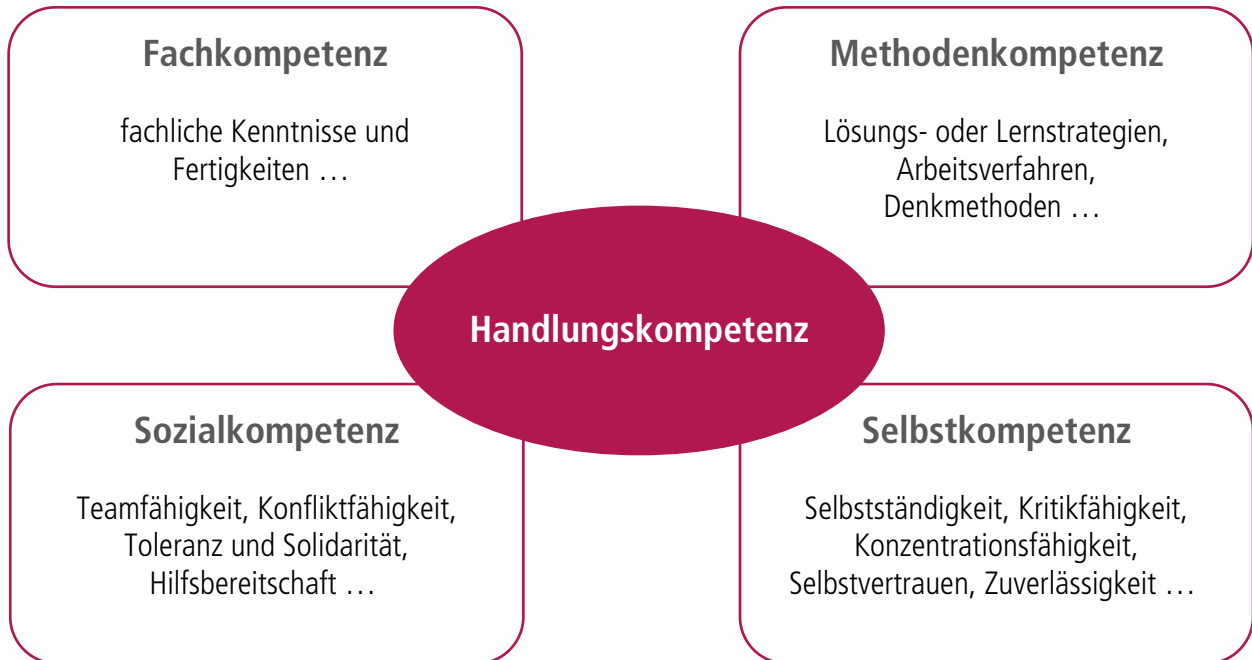 Fachkompetenz
fachliche Kenntnisse und
Fertigkeiten …
Methodenkompetenz
Lösungs- oder Lernstrategien,
Arbeitsverfahren,
Denkmethoden …
Handlungskompetenz
Sozialkompetenz
Teamfähigkeit, Konfliktfähigkeit,
Toleranz und Solidarität,
Hilfsbereitschaft …
Selbstkompetenz
Selbstständigkeit, Kritikfähigkeit,
Konzentrationsfähigkeit,
Selbstvertrauen, Zuverlässigkeit …